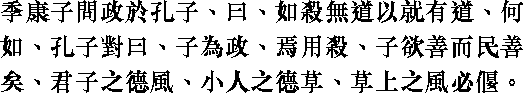 季康子問政於孔子、曰、如殺無道以就有道、何
如、孔子對曰、子為政、焉用殺、子欲善而民善
矣、君子之德風、小人之德草、草上之風必偃。